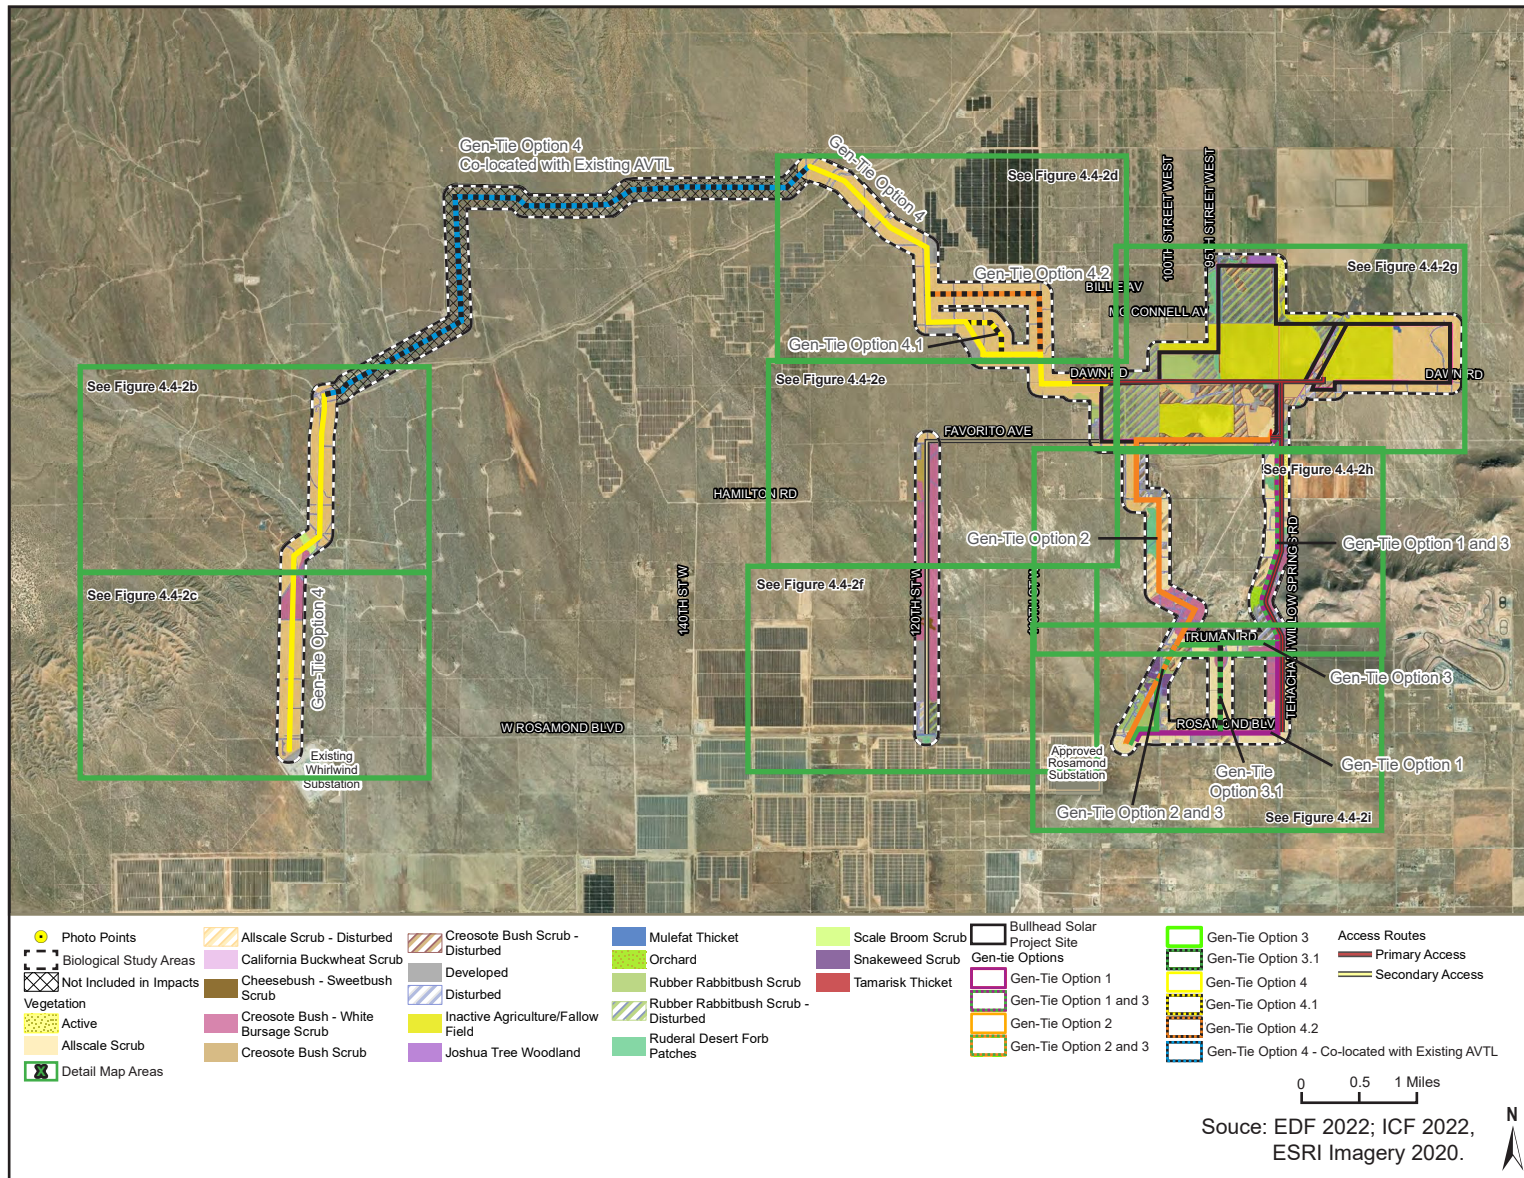 Gen-Tie Option 4
Co-located with Existing AVTL
Gen-Tie Option 4
See Figure 4.4-2d
100TH STREET WEST
95TH STREET WEST
Gen-Tie Option 4.2
See Figure 4.4-2g
Gen-Tie Option 4.1
DAWN RD
DAWN RD
See Figure 4.4-2b
See Figure 4.4-2e
FAVORITO AVE
See Figure 4.4-2h
HAMILTON RD
Gen-Tie Option 2
Gen-Tie Option 1 and 3
See Figure 4.4-2c
See Figure 4.4-2f
140TH ST W
120TH ST W
TRUMAN RD
Gen-Tie Option 4
Gen-Tie Option 3
W ROSAMOND BLVD
Existing
Whirlwind
Substation
Approved
Rosamond
Substation
Gen-Tie
Option 3.1
Gen-Tie Option 1
Gen-Tie Option 2 and 3
See Figure 4.4-2i
Photo Points
Biological Study Areas
Not Included in Impacts
Vegetation
Active
Allscale Scrub
Detail Map Areas
Allscale Scrub - Disturbed
California Buckwheat Scrub
Cheesebush - Sweetbush
Scrub
Creosote Bush - White
Bursage Scrub
Creosote Bush Scrub
Creosote Bush Scrub -
Disturbed
Developed
Disturbed
Inactive Agriculture/Fallow
Field
Joshua Tree Woodland
Mulefat Thicket
Orchard
Rubber Rabbitbush Scrub
Rubber Rabbitbush Scrub -
Disturbed
Ruderal Desert Forb
Patches
Scale Broom Scrub
Snakeweed Scrub
Tamarisk Thicket
Bullhead Solar
Project Site
Gen-tie Options
Gen-Tie Option 1
Gen-Tie Option 1 and 3
Gen-Tie Option 2
Gen-Tie Option 2 and 3
Gen-Tie Option 3
Gen-Tie Option 3.1
Gen-Tie Option 4
Gen-Tie Option 4.1
Gen-Tie Option 4.2
Gen-Tie Option 4 - Co-located with Existing AVTL
Access Routes
Primary Access
Secondary Access
0 0.5 1 Miles
Souce: EDF 2022; ICF 2022,
ESRI Imagery 2020.
N